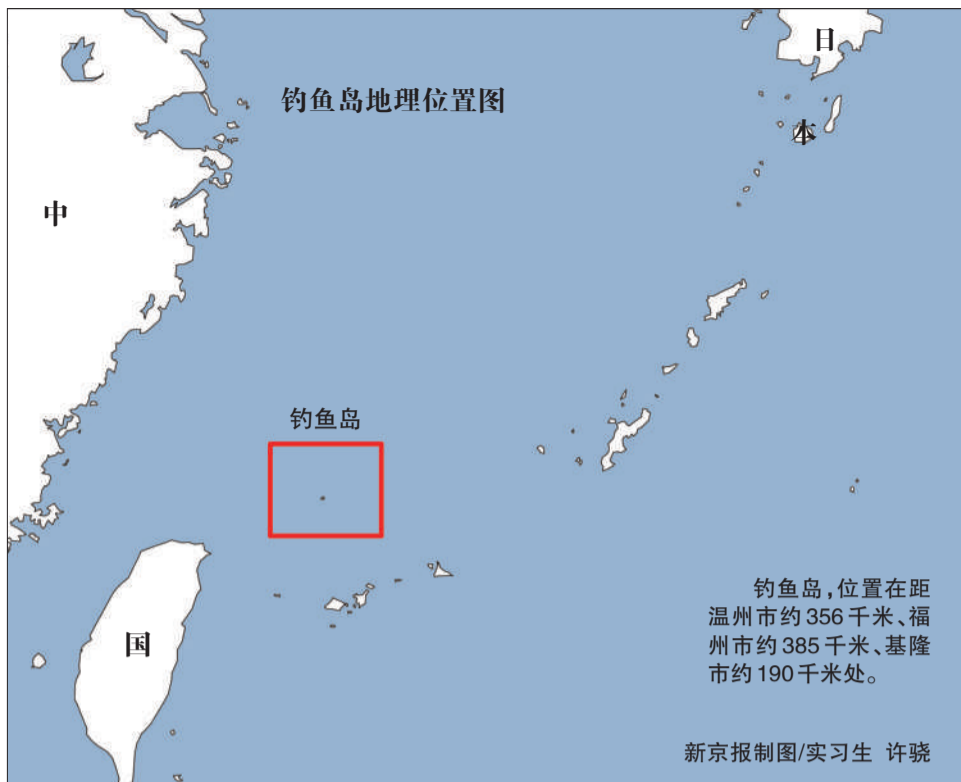 日
钓鱼岛地理位置图
本
中
钓鱼岛
钓鱼岛，位置在距
温州市约356千米、福
州市约385千米、基隆
市约190千米处。
国
新京报制图/实习生 许骁